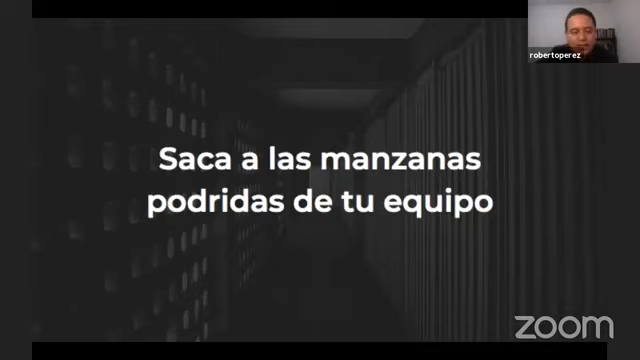 robertoperez
Saca a las manzanas
podridas de tu equipo
zoom